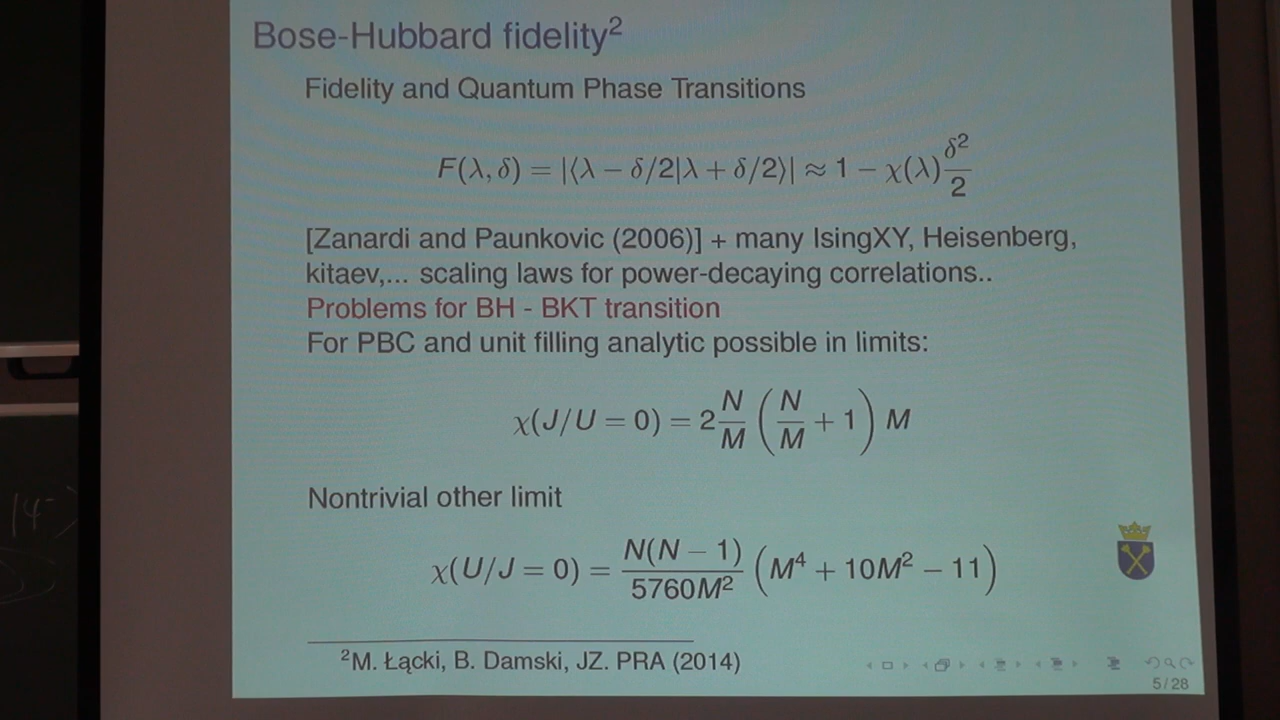 Bose-Hubbard fidelity²
Fidelity and Quantum Phase Transitions
F(λ, δ) = |⟨λ − δ/2|λ + δ/2⟩| ≈ 1 − χ(λ) δ²/2
[Zanardi and Paunkovic (2006)] + many IsingXY, Heisenberg,
kitaev,... scaling laws for power-decaying correlations..
Problems for BH - BKT transition
For PBC and unit filling analytic possible in limits:
χ(J/U = 0) = 2 N/M (N/M + 1) M
Nontrivial other limit
χ(U/J = 0) = N(N − 1)/5760M² (M⁴ + 10M² − 11)
²M. Łącki, B. Damski, JZ. PRA (2014)
5/28